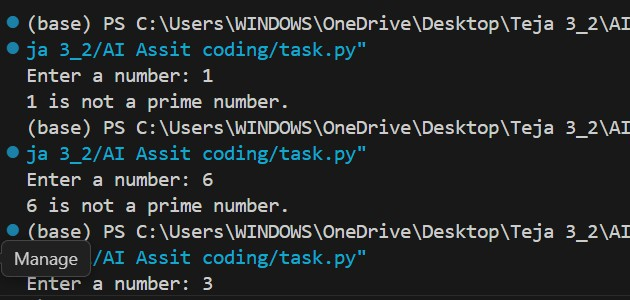 (base) PS C:\Users\WINDOWS\OneDrive\Desktop\Teja 3_2\AI
ja 3_2/AI Assit coding/task.py"
Enter a number: 1
1 is not a prime number.
(base) PS C:\Users\WINDOWS\OneDrive\Desktop\Teja 3_2\AI
ja 3_2/AI Assit coding/task.py"
Enter a number: 6
6 is not a prime number.
(base) PS C:\Users\WINDOWS\OneDrive\Desktop\Teja 3_2\AI
Manage
/AI Assit coding/task.py"
Enter a number: 3